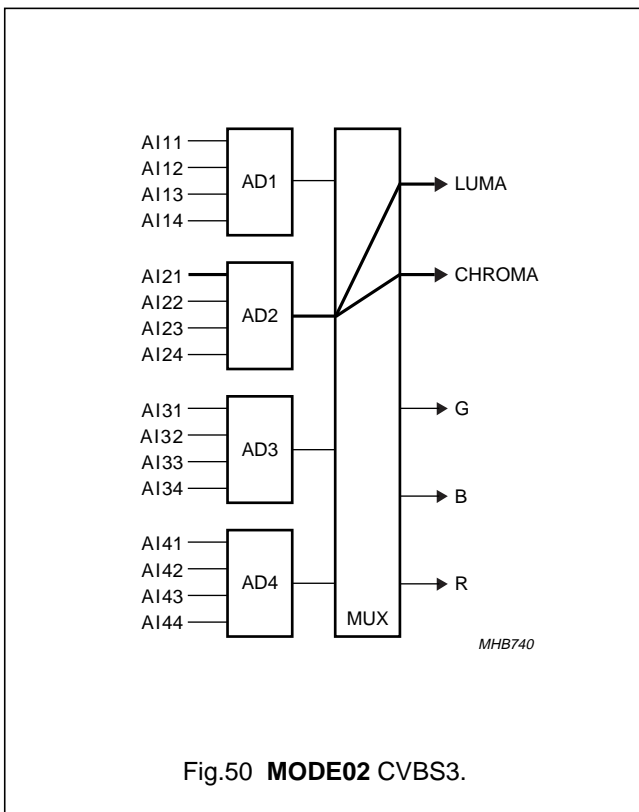 AI11
AI12
AI13
AI14
AD1
AI21
AI22
AI23
AI24
AD2
AI31
AI32
AI33
AI34
AD3
AI41
AI42
AI43
AI44
AD4
MUX
LUMA
CHROMA
G
B
R
MHB740
Fig.50 MODE02 CVBS3.